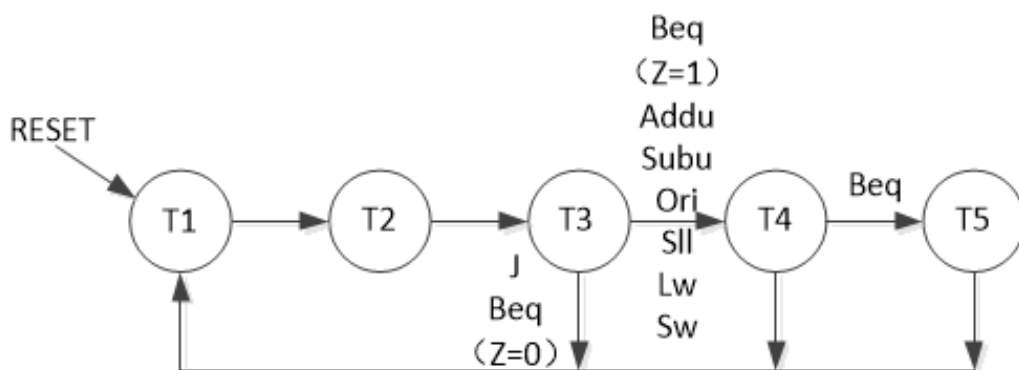 RESET
T1
T2
T3
T4
T5
J
Beq
（Z=0）
Beq
（Z=1）
Addu
Subu
Ori
Sll
Lw
Sw
Beq